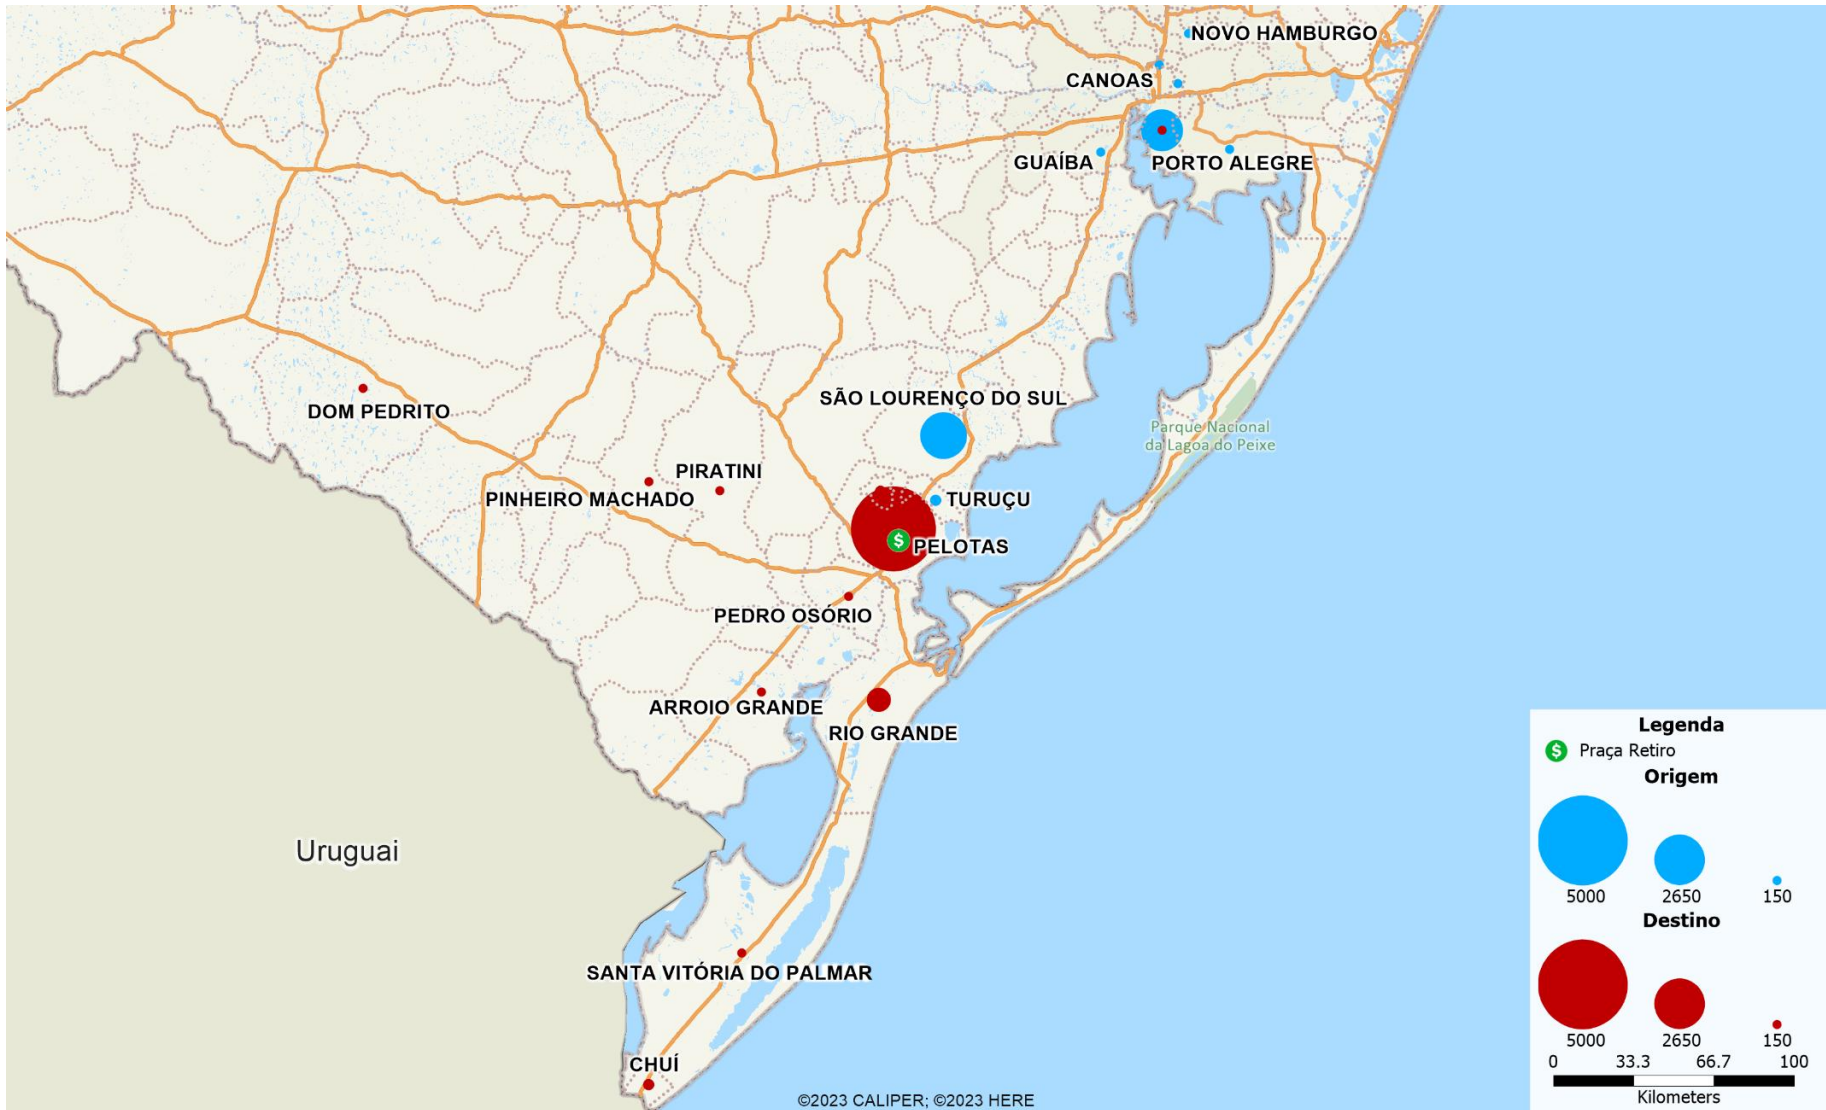 NOVO HAMBURGO
CANOAS
GUAÍBA
PORTO ALEGRE
SÃO LOURENÇO DO SUL
DOM PEDRITO
Parque Nacional
da Lagoa do Peixe
PIRATINI
PINHEIRO MACHADO
TURUÇU
$
PELOTAS
PEDRO OSÓRIO
ARROIO GRANDE
RIO GRANDE
Uruguai
SANTA VITÓRIA DO PALMAR
CHUÍ
©2023 CALIPER; ©2023 HERE
Legenda
$ Praça Retiro
Origem
5000 2650 150
Destino
5000 2650 150
0 33.3 66.7 100
Kilometers